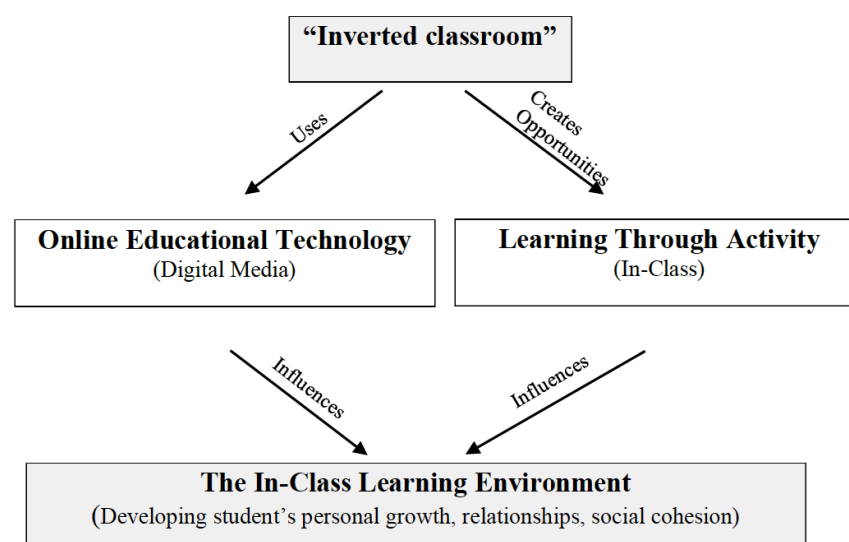 “Inverted classroom”
Uses
Creates
Opportunities
Online Educational Technology
(Digital Media)
Learning Through Activity
(In-Class)
Influences
Influences
The In-Class Learning Environment
(Developing student’s personal growth, relationships, social cohesion)